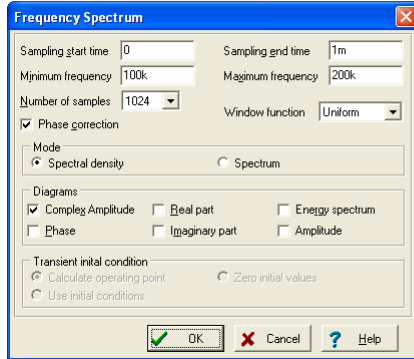 Frequency Spectrum
Sampling start time 0 Sampling end time 1m
Minimum frequency 100k Maximum frequency 200k
Number of samples 1024 Window function Uniform
Phase correction
Mode
Spectral density Spectrum
Diagrams
Complex Amplitude Real part Energy spectrum
Phase Imaginary part Amplitude
Transient inital condition
Calculate operating point Zero initial values
Use initial conditions
OK Cancel ? Help